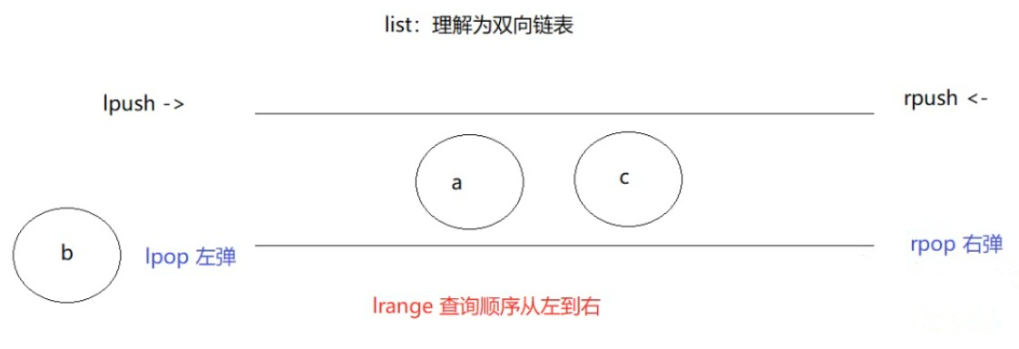 list：理解为双向链表
lpush ->
rpush <-
a
c
b
lpop 左弹
rpop 右弹
lrange 查询顺序从左到右